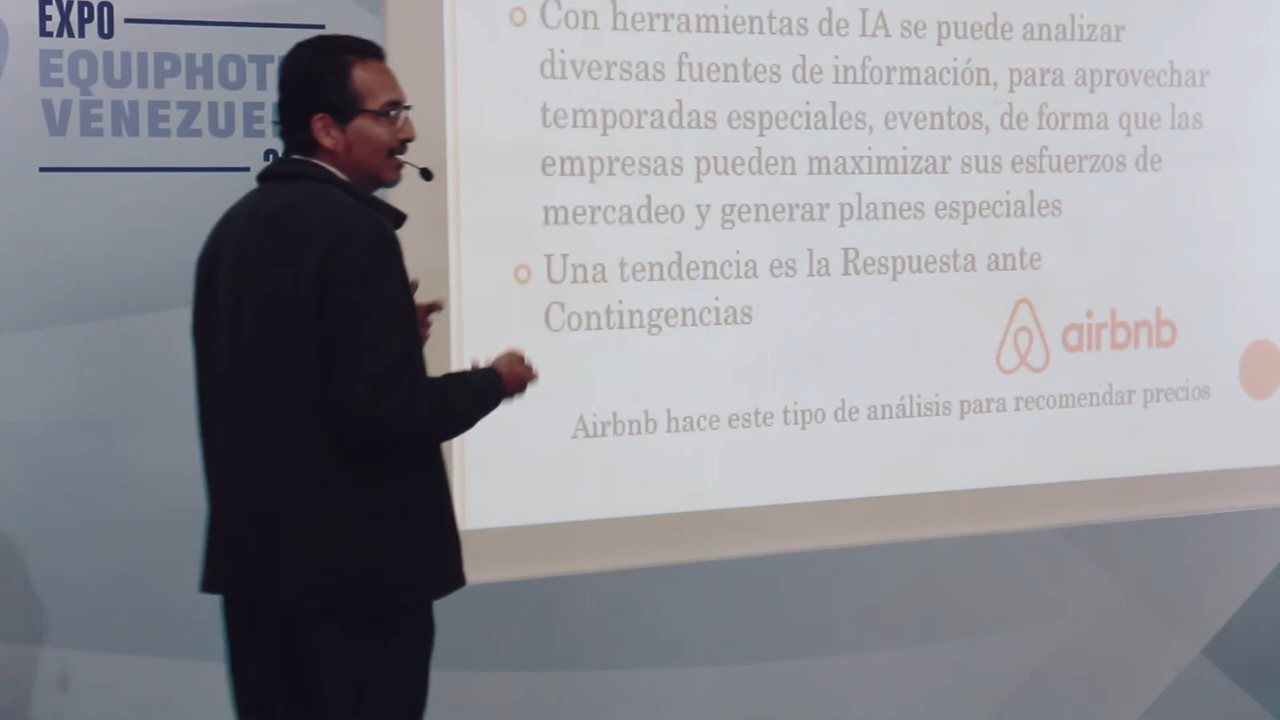 EXPO
EQUIPHOT
VENEZUE
Con herramientas de IA se puede analizar
diversas fuentes de información, para aprovechar
temporadas especiales, eventos, de forma que las
empresas pueden maximizar sus esfuerzos de
mercadeo y generar planes especiales
Una tendencia es la Respuesta ante
Contingencias
airbnb
Airbnb hace este tipo de análisis para recomendar precios